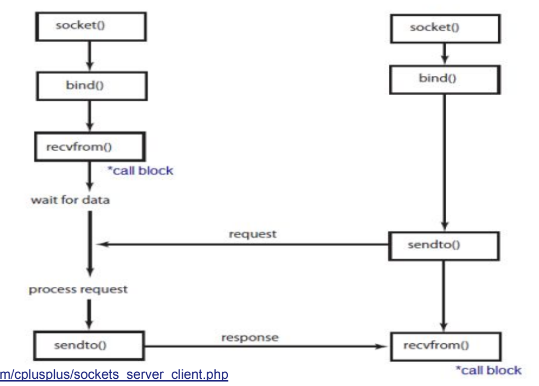 socket()
bind()
recvfrom()
*call block
wait for data
process request
sendto()
request
response
socket()
bind()
sendto()
recvfrom()
*call block
m/cplusplus/sockets_server_client.php